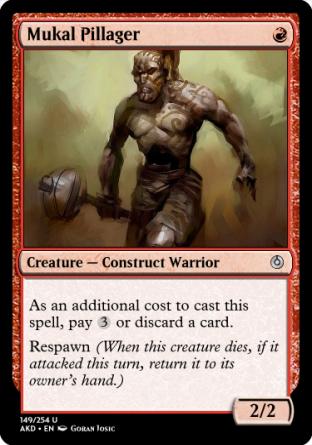 Mukal Pillager
Creature — Construct Warrior
As an additional cost to cast this
spell, pay 3 or discard a card.
Respawn (When this creature dies, if it
attacked this turn, return it to its
owner's hand.)
2/2
149/254 U
AKD • EN Goran Josic